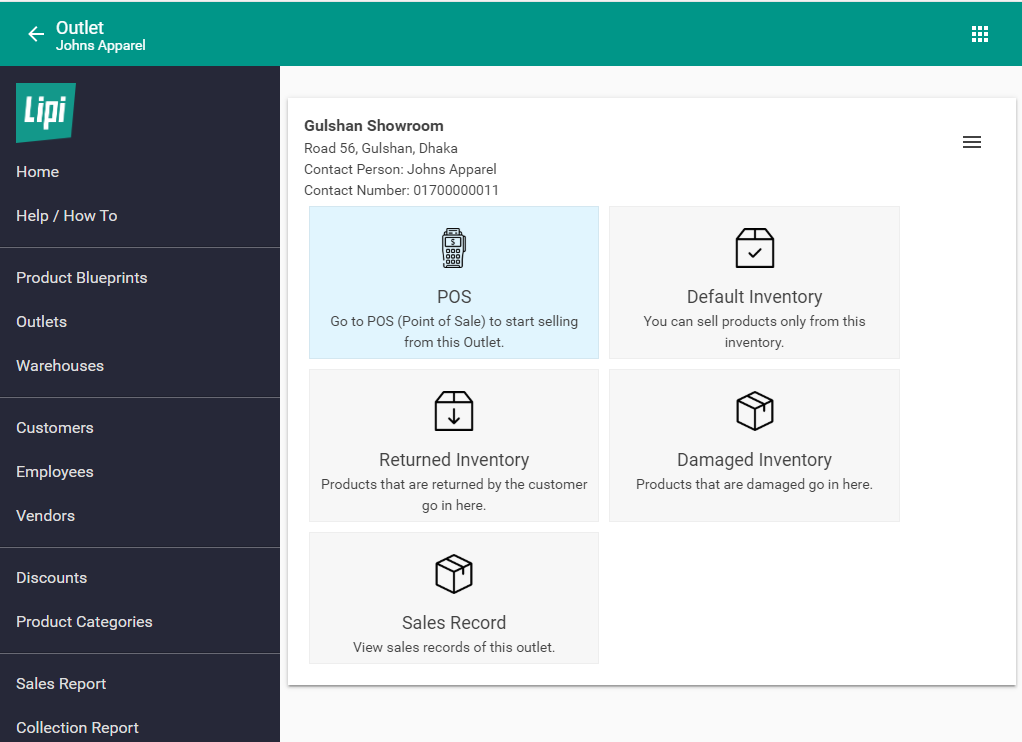 Outlet
Johns Apparel
Lipi
Home
Help / How To
Product Blueprints
Outlets
Warehouses
Customers
Employees
Vendors
Discounts
Product Categories
Sales Report
Collection Report
Gulshan Showroom
Road 56, Gulshan, Dhaka
Contact Person: Johns Apparel
Contact Number: 01700000011
$
POS
Go to POS (Point of Sale) to start selling
from this Outlet.
Default Inventory
You can sell products only from this
inventory.
Returned Inventory
Products that are returned by the customer
go in here.
Damaged Inventory
Products that are damaged go in here.
Sales Record
View sales records of this outlet.